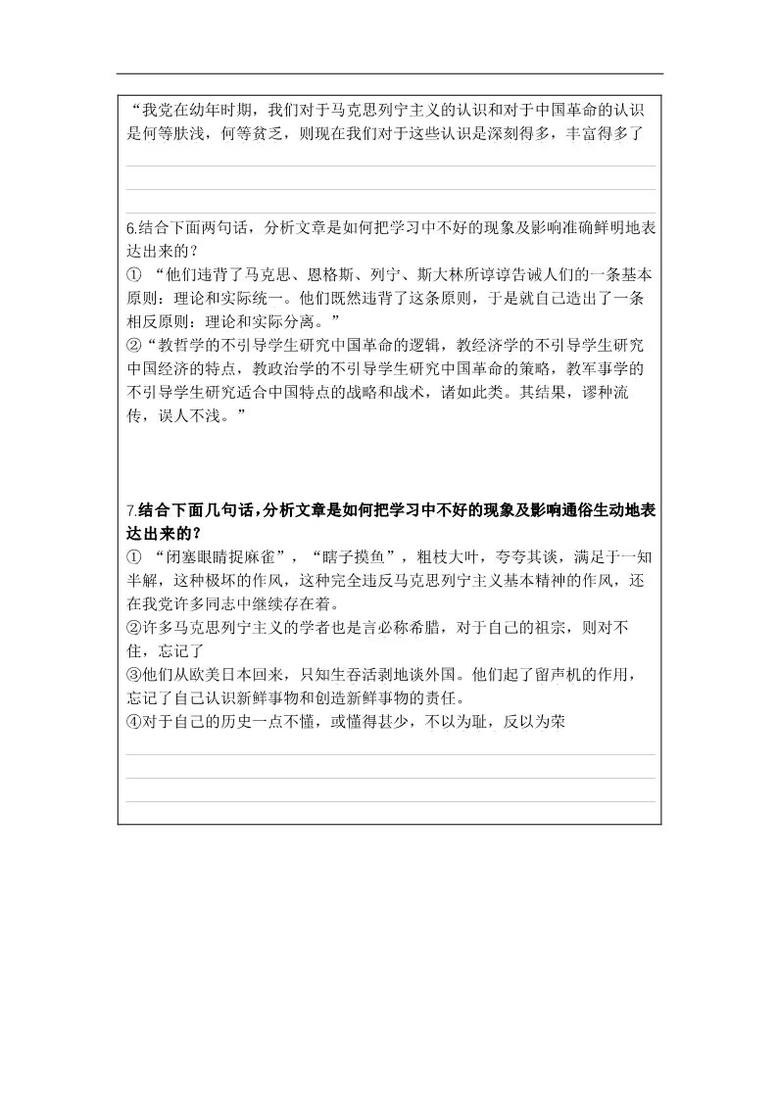 “我党在幼年时期，我们对于马克思列宁主义的认识和对于中国革命的认识
是何等肤浅，何等贫乏，则现在我们对于这些认识是深刻得多，丰富得多了
6.结合下面两句话，分析文章是如何把学习中不好的现象及影响准确鲜明地表
达出来的？
① “他们违背了马克思、恩格斯、列宁、斯大林所谆谆告诫人们的一条基本
原则：理论和实际统一。他们既然违背了这条原则，于是就自己造出了一条
相反原则：理论和实际分离。”
②“教哲学的不引导学生研究中国革命的逻辑，教经济学的不引导学生研究
中国经济的特点，教政治学的不引导学生研究中国革命的策略，教军事学的
不引导学生研究适合中国特点的战略和战术，诸如此类。其结果，谬种流
传，误人不浅。”
7.结合下面几句话，分析文章是如何把学习中不好的现象及影响通俗生动地表
达出来的？
① “闭塞眼睛捉麻雀”，“瞎子摸鱼”，粗枝大叶，夸夸其谈，满足于一知
半解，这种极坏的作风，这种完全违反马克思列宁主义基本精神的作风，还
在我党许多同志中继续存在着。
②许多马克思列宁主义的学者也是言必称希腊，对于自己的祖宗，则对不
住，忘记了
③他们从欧美日本回来，只知生吞活剥地谈外国。他们起了留声机的作用，
忘记了自己认识新鲜事物和创造新鲜事物的责任。
④对于自己的历史一点不懂，或懂得甚少，不以为耻，反以为荣